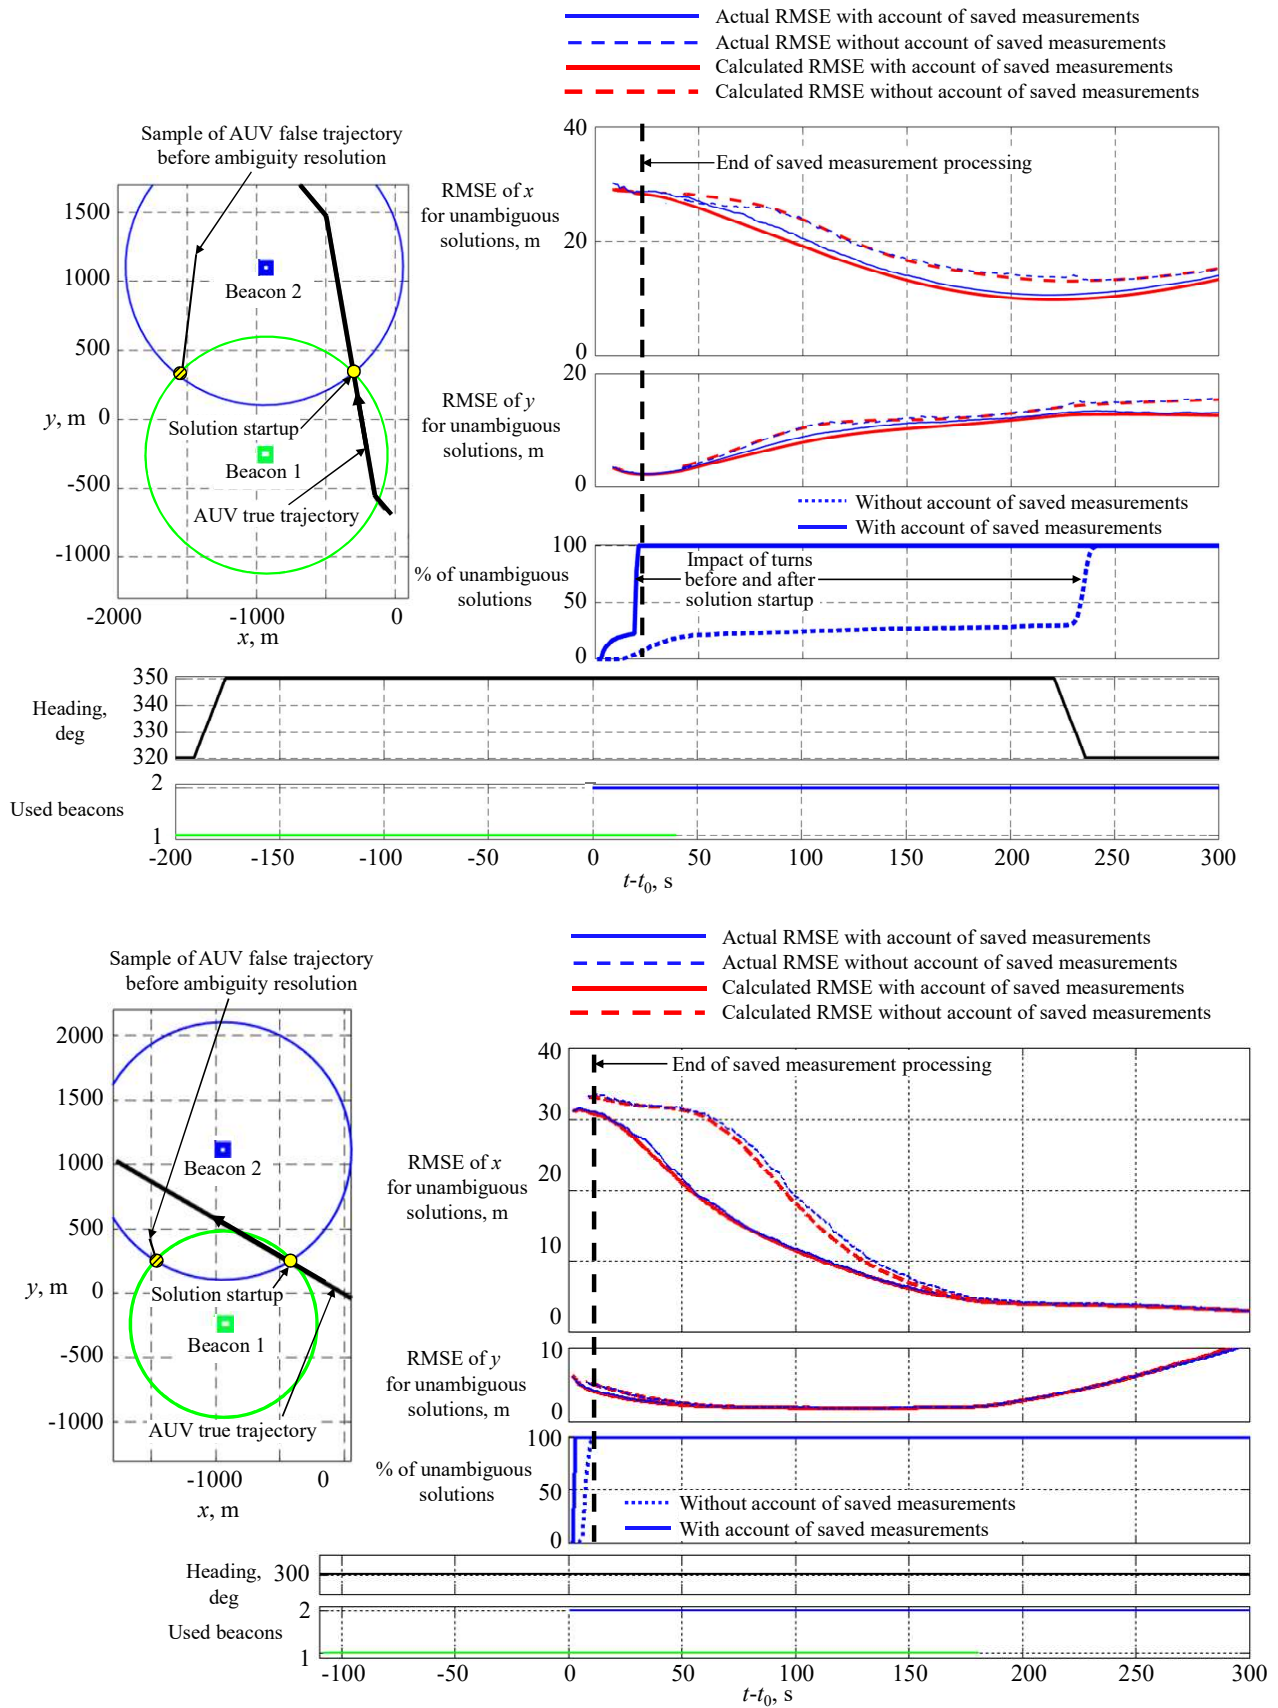 Actual RMSE with account of saved measurements
Actual RMSE without account of saved measurements
Calculated RMSE with account of saved measurements
Calculated RMSE without account of saved measurements
Sample of AUV false trajectory
before ambiguity resolution
1500
1000
500
y, m 0
-500
-1000
-2000 -1000 0
x, m
Beacon 2
Solution startup
Beacon 1
AUV true trajectory
RMSE of x
for unambiguous
solutions, m
40
20
0
End of saved measurement processing
RMSE of y
for unambiguous
solutions, m
20
0
Without account of saved measurements
With account of saved measurements
% of unambiguous
solutions
100
50
0
Impact of turns
before and after
solution startup
Heading,
deg
350
340
330
320
Used beacons
2
1
-200 -150 -100 -50 0 50 100 150 200 250 300
t-t0, s
Actual RMSE with account of saved measurements
Actual RMSE without account of saved measurements
Calculated RMSE with account of saved measurements
Calculated RMSE without account of saved measurements
Sample of AUV false trajectory
before ambiguity resolution
2000
1500
1000
500
y, m 0
-500
-1000
-1000 0
x, m
Beacon 2
Solution startup
Beacon 1
AUV true trajectory
RMSE of x
for unambiguous
solutions, m
40
30
20
10
0
End of saved measurement processing
RMSE of y
for unambiguous
solutions, m
10
0
% of unambiguous
solutions
100
50
0
Without account of saved measurements
With account of saved measurements
Heading,
deg
300
Used beacons
2
1
-100 -50 0 50 100 150 200 250 300
t-t0, s